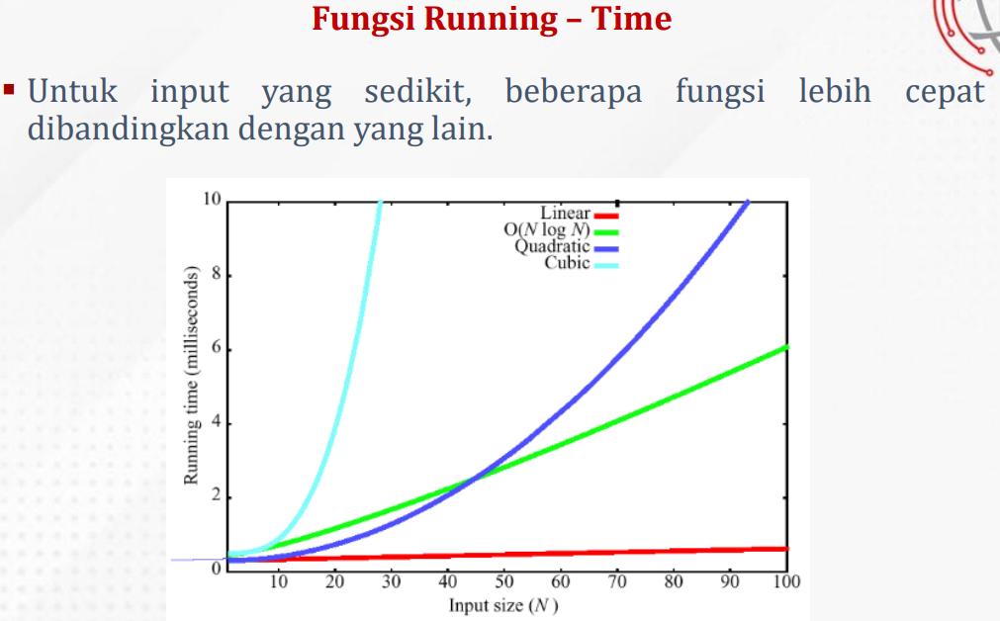 Fungsi Running – Time
▪ Untuk input yang sedikit, beberapa fungsi lebih cepat
dibandingkan dengan yang lain.
10
8
6
4
2
0
Running time (milliseconds)
Linear
O(N log N)
Quadratic
Cubic
10 20 30 40 50 60 70 80 90 100
Input size (N)